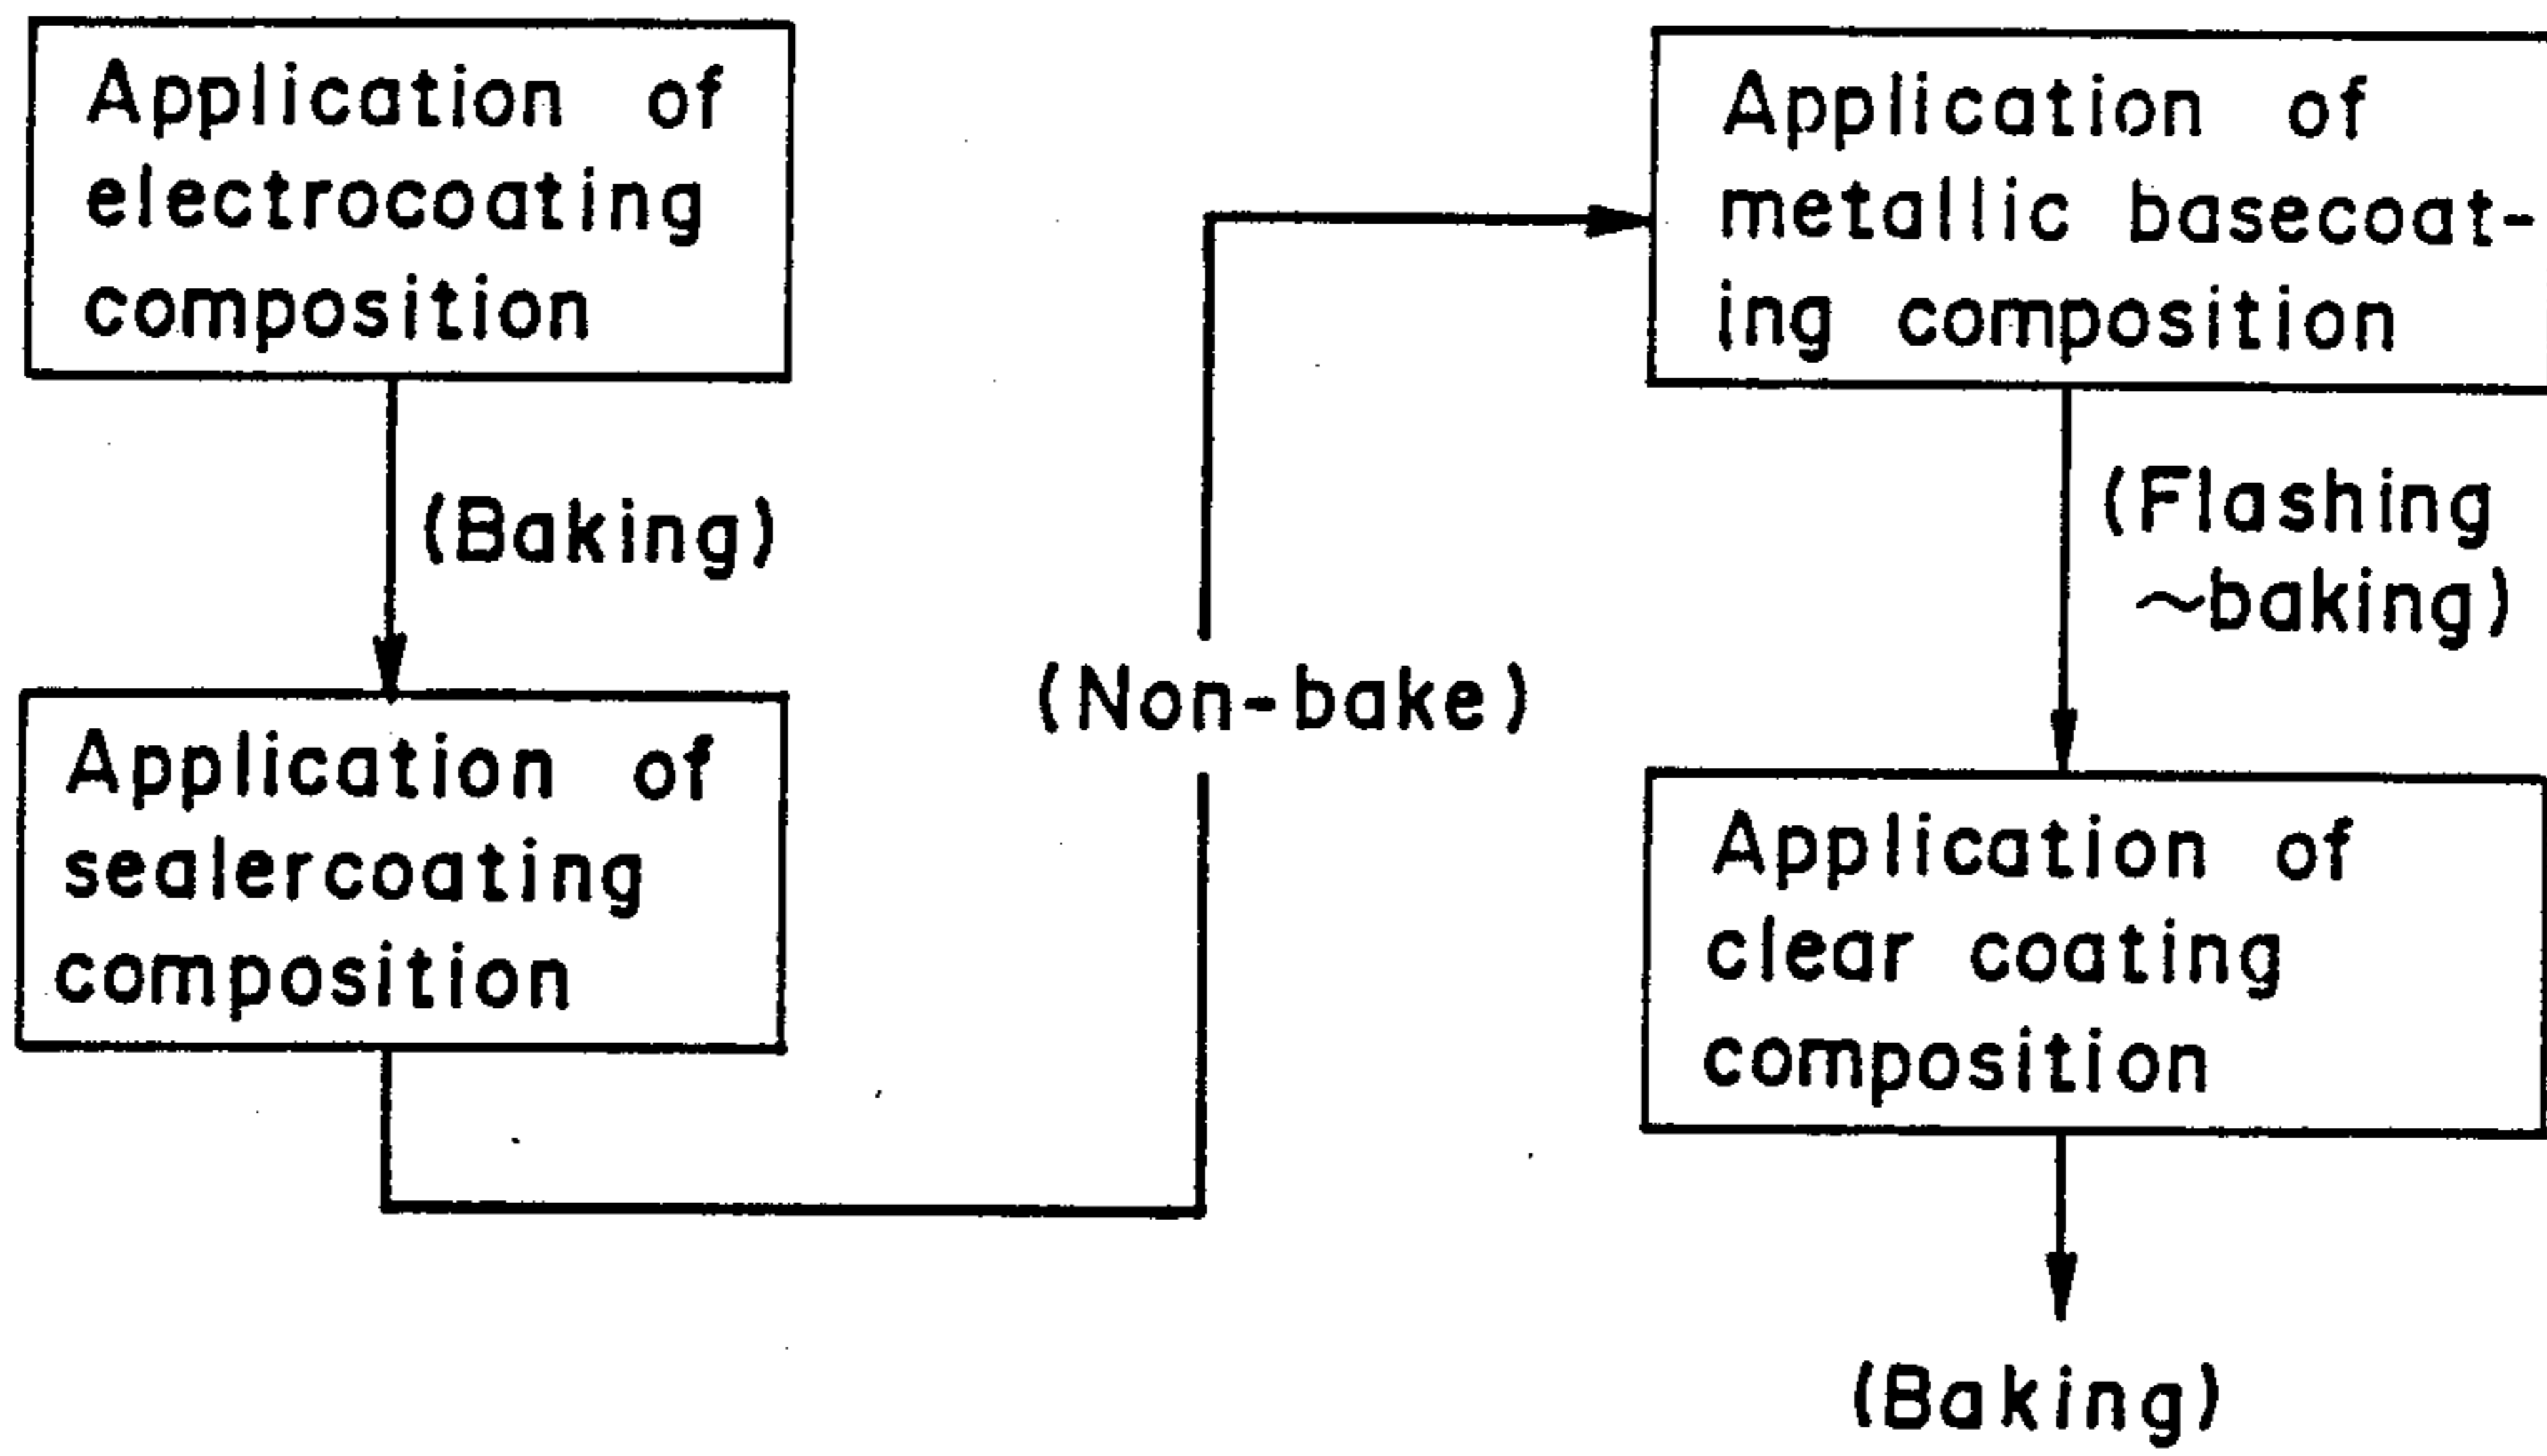 Application of
electrocoating
composition
(Baking)
Application of
sealercoating
composition
(Non-bake)
Application of
metallic basecoat-
ing composition
(Flashing
~baking)
Application of
clear coating
composition
(Baking)